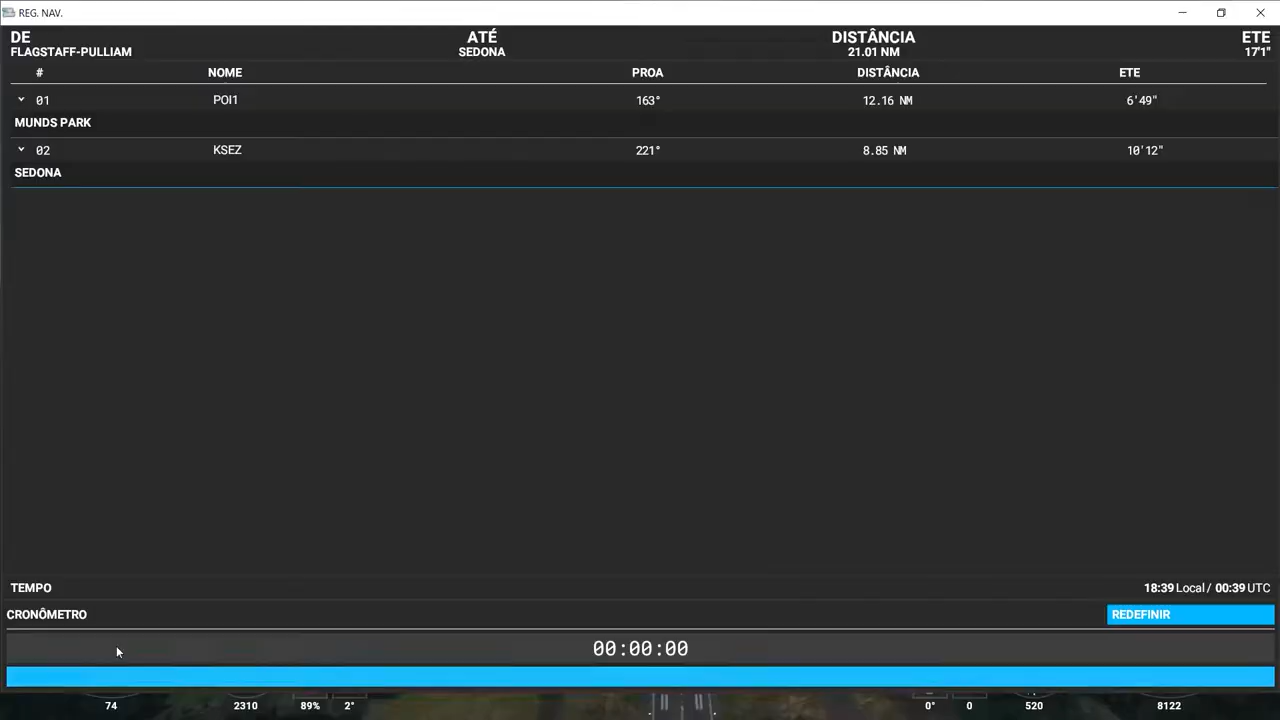 REG. NAV.
DE ATÉ DISTÂNCIA ETE
FLAGSTAFF-PULLIAM SEDONA 21.01 NM 17'1"
# NOME PROA DISTÂNCIA ETE
01 POI1 163° 12.16 NM 6'49"
MUNDS PARK
02 KSEZ 221° 8.85 NM 10'12"
SEDONA
TEMPO 18:39 Local / 00:39 UTC
CRONÔMETRO REDEFINIR
00:00:00
74 2310 89% 2° 0° 0 520 8122